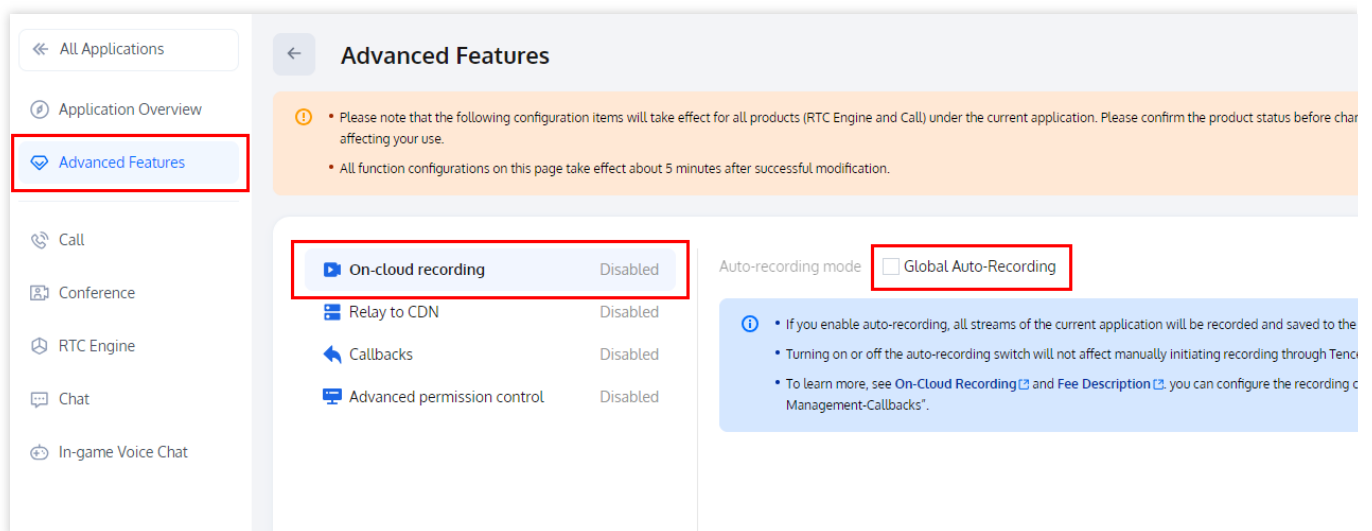 All Applications
Application Overview
Advanced Features
Call
Conference
RTC Engine
Chat
In-game Voice Chat
Advanced Features
• Please note that the following configuration items will take effect for all products (RTC Engine and Call) under the current application. Please confirm the product status before
affecting your use.
• All function configurations on this page take effect about 5 minutes after successful modification.
On-cloud recording Disabled
Relay to CDN Disabled
Callbacks Disabled
Advanced permission control Disabled
Auto-recording mode Global Auto-Recording
• If you enable auto-recording, all streams of the current application will be recorded and saved to the
• Turning on or off the auto-recording switch will not affect manually initiating recording through
• To learn more, see On-Cloud Recording and Fee Description. you can configure the recording
Management-Callbacks”.